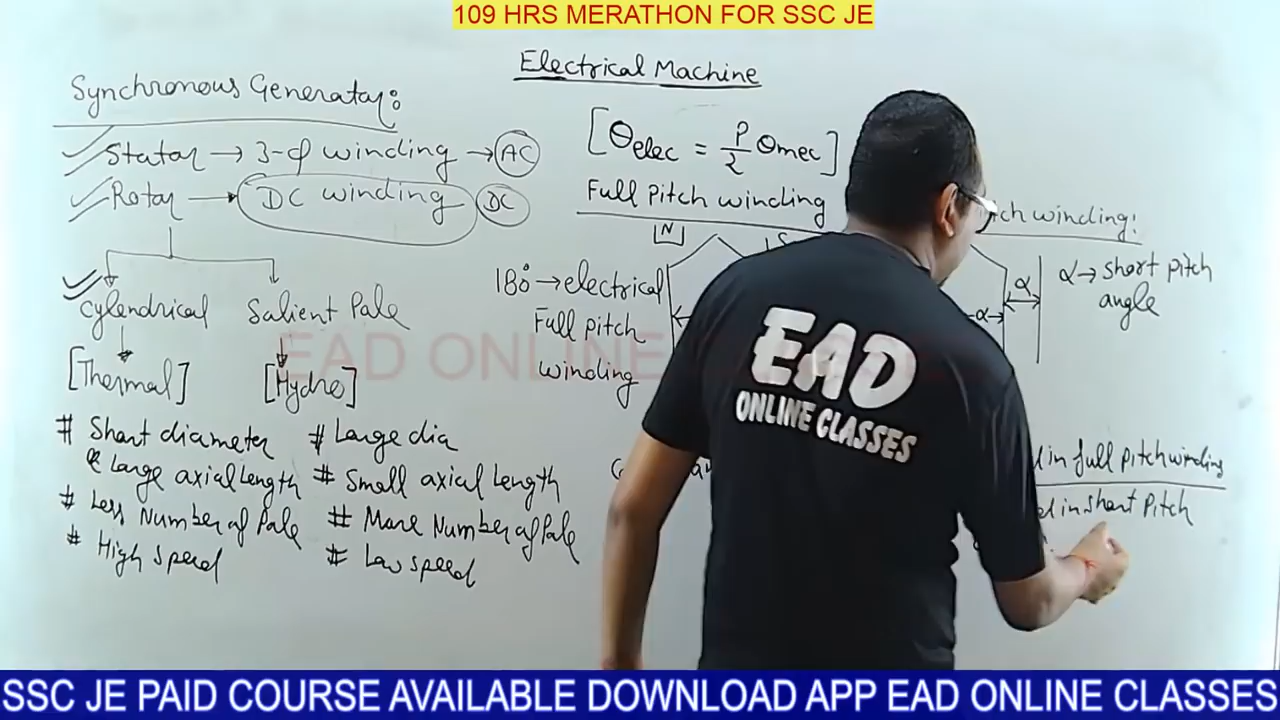 109 HRS MERATHON FOR SSC JE
Electrical Machine
Synchronous Generator:
Stator → 3-φ winding → AC
Rotor → DC winding DC
Cylendrical
Salient Pole
[Thermal]
[Hydro]
# Short diameter
& Large axial Length
# Less Number of Pole
# High Speed
# Large dia
# Small axial Length
# More Number of Pole
# Low speed
[θelec = P/2 θmec]
Full Pitch winding
N
S
180° → electrical
Full pitch
winding
ch winding:
α
α → short pitch
angle
α
in full pitch winding
in short Pitch
EAD ONLINE
EAD
ONLINE CLASSES
SSC JE PAID COURSE AVAILABLE DOWNLOAD APP EAD ONLINE CLASSES